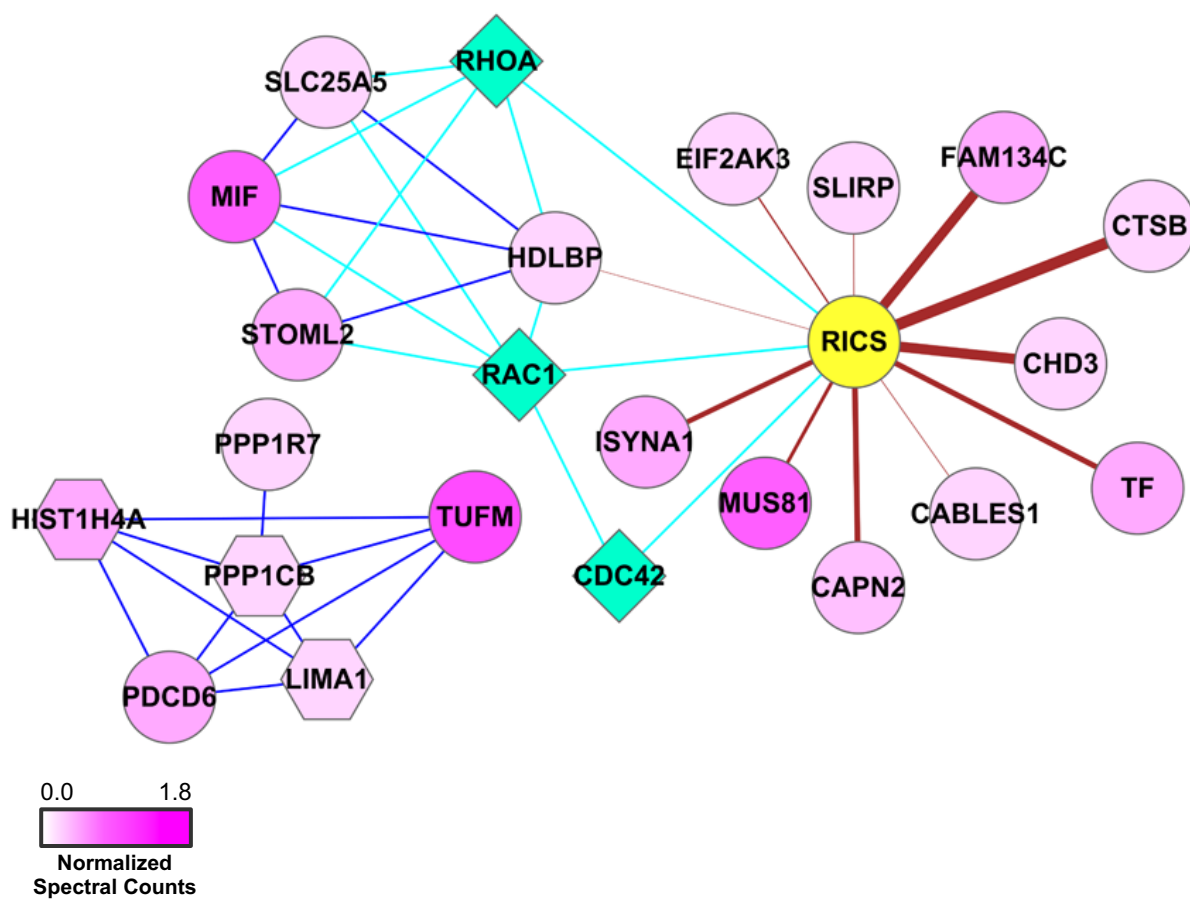 RHOA
SLC25A5
EIF2AK3
FAM134C
SLIRP
MIF
CTSB
HDLBP
STOML2
RICS
CHD3
RAC1
PPP1R7
ISYNA1
TF
MUS81
CABLES1
HIST1H4A
TUFM
PPP1CB
CDC42
CAPN2
LIMA1
PDCD6
0.0 1.8
Normalized
Spectral Counts